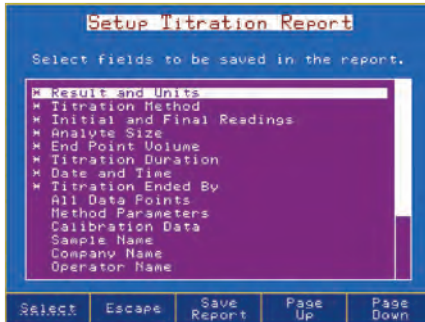 Setup Titration Report
Select fields to be saved in the report.
* Result and Units
* Titration Method
* Initial and Final Readings
* Analyte Size
* End Point Volume
* Titration Duration
* Date and Time
* Titration Ended By
All Data Points
Method Parameters
Calibration Data
Sample Name
Company Name
Operator Name
Select
Escape
Save Report
Page Up
Page Down